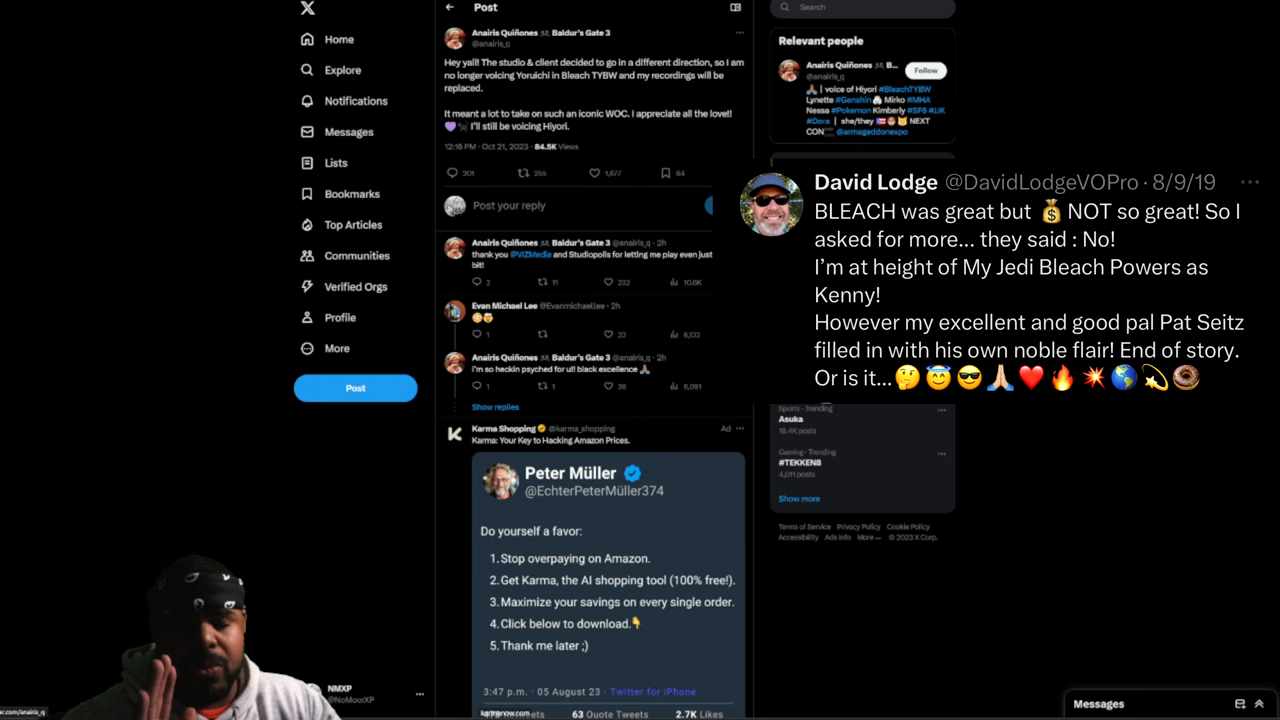 Home
Explore
Notifications
Messages
Lists
Bookmarks
Top Articles
Communities
Verified Orgs
Profile
More
Post
NMXP
@NoMoorXP
Post
Anairis Quiñones Baldur's Gate 3
@anairis_q
Hey yall! The studio & client decided to go in a different direction, so I am
no longer voicing Yoruichi in Bleach TYBW and my recordings will be
replaced.
It meant a lot to take on such an iconic WOC. I appreciate all the love!!
💜🐈‍⬛ I'll still be voicing Hiyori.
12:16 PM · Oct 21, 2023 · 84.5K Views
201 255 1,677 64
Post your reply
Anairis Quiñones Baldur's Gate 3 @anairis_q · 2h
thank you @VIZMedia and Studiopolis for letting me play even just a
bit!
2 11 232 10.6K
Evan Michael Lee @Evanmichaellee · 2h
1 33 6,133
Anairis Quiñones Baldur's Gate 3 @anairis_q · 2h
i'm so heckin psyched for u!! black excellence 🙏🏽
1 1 36 6,091
Show replies
Karma Shopping @karma_shopping Ad
Karma: Your Key to Hacking Amazon Prices.
Peter Müller
@EchterPeterMüller374
Do yourself a favor:
1. Stop overpaying on Amazon.
2. Get Karma, the AI shopping tool (100% free!).
3. Maximize your savings on every single order.
4. Click below to download.👇
5. Thank me later ;)
3:47 p.m. · 05 August 23 · Twitter for iPhone
63 Quote Tweets 2.7K Likes
karmanow.com
Search
Relevant people
Anairis Quiñones B...
@anairis_q
Follow
🙏🏽 | voice of Hiyori #BleachTYBW
Lynette #Genshin #Mirko #MHA
Nessa #Pokemon Kimberly #SF6 #JJK
#Dora | she/they NEXT
CON @armageddonexpo
David Lodge @DavidLodgeVOPro · 8/9/19
BLEACH was great but 💰 NOT so great! So I
asked for more... they said : No!
I'm at height of My Jedi Bleach Powers as
Kenny!
However my excellent and good pal Pat Seitz
filled in with his own noble flair! End of story.
Or is it...🤔😇😎🙏🏼❤️🔥💥🌎💫🍩
Sports · Trending
Asuka
18.4K posts
Gaming · Trending
#TEKKEN8
4,011 posts
Show more
Terms of Service Privacy Policy Cookie Policy
Accessibility Ads info More ··· © 2023 X Corp.
Messages